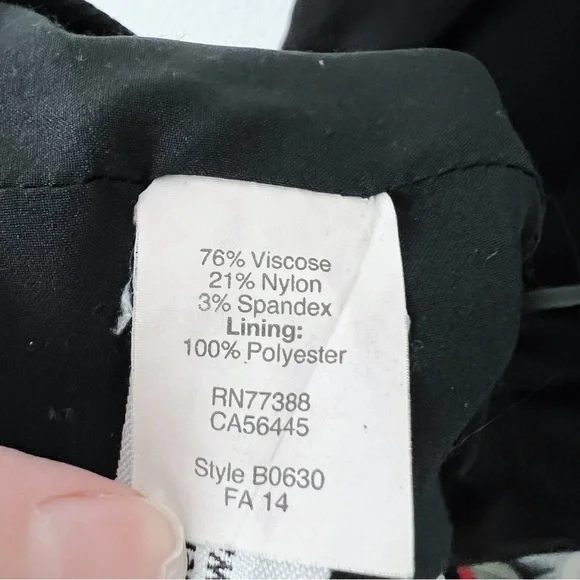 76% Viscose
21% Nylon
3% Spandex
Lining:
100% Polyester
RN77388
CA56445
Style B0630
FA 14